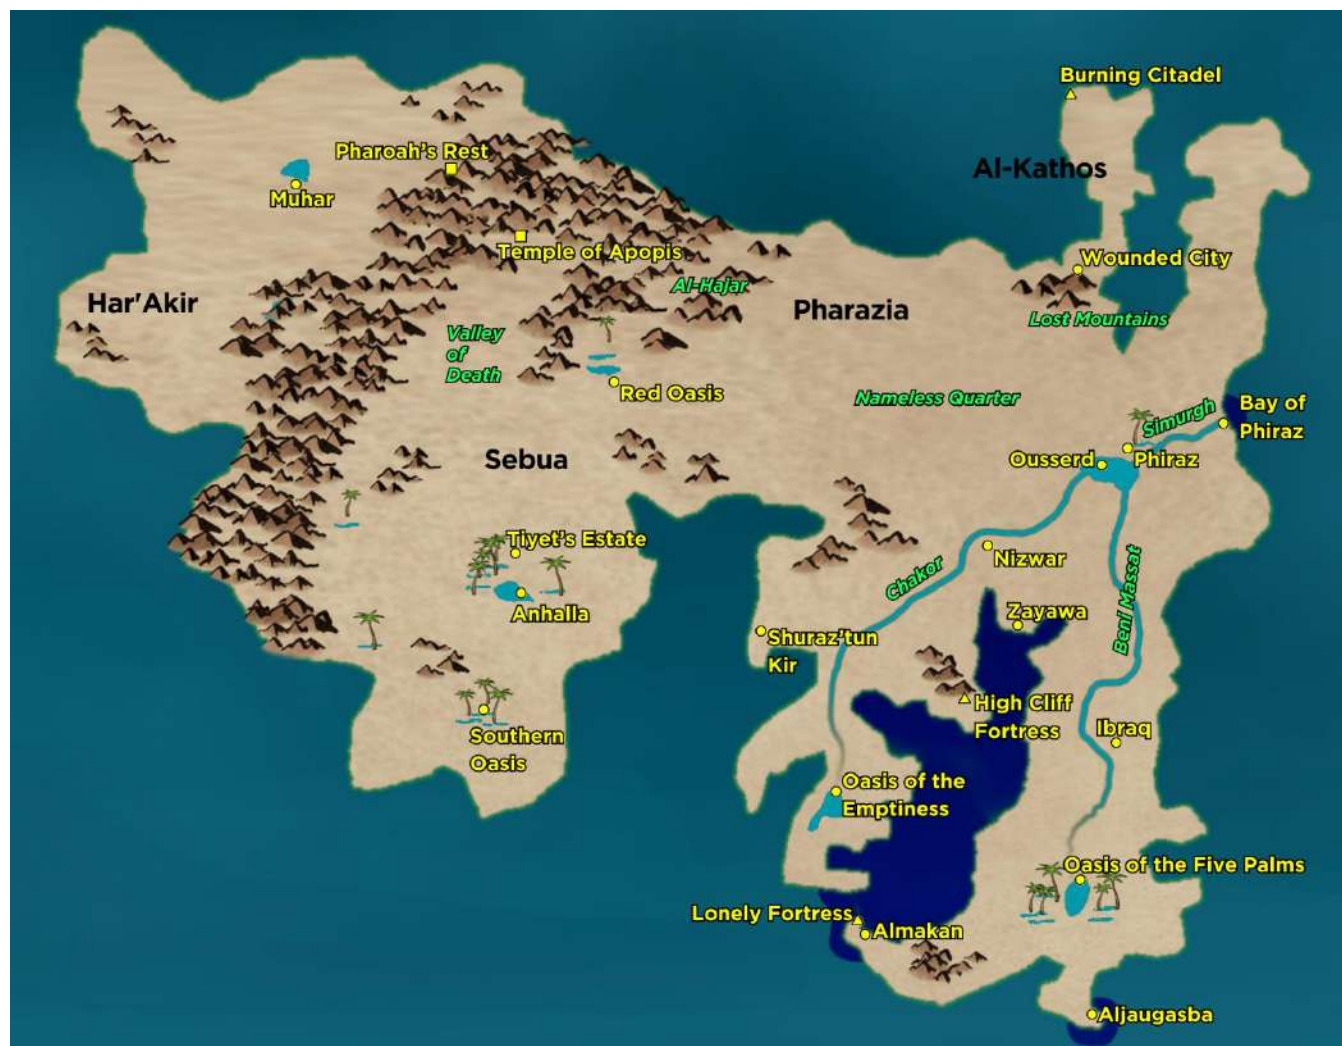 Burning Citadel
Pharoah's Rest
Al-Kathos
Muhar
Temple of Apopis
Wounded City
Al-Hajar
Har'Akir
Pharazia
Lost Mountains
Valley
of
Death
Red Oasis
Nameless Quarter
Simurgh
Bay of
Phiraz
Sebua
Ousserd
Phiraz
Tiyet's Estate
Nizwar
Chakor
Beni Massat
Anhalla
Zayawa
Shuraz'tun
Kir
High Cliff
Fortress
Southern
Oasis
Ibraq
Oasis of the
Emptiness
Oasis of the Five Palms
Lonely Fortress
Almakan
Aljaugasba